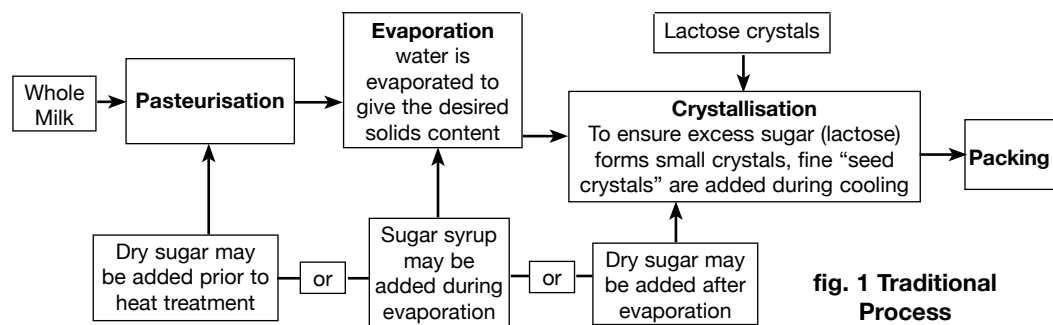 Whole
Milk
Pasteurisation
Evaporation
water is
evaporated to
give the desired
solids content
Lactose crystals
Crystallisation
To ensure excess sugar (lactose)
forms small crystals, fine “seed
crystals” are added during cooling
Packing
Dry sugar may
be added prior to
heat treatment
or
Sugar syrup
may be
added during
evaporation
or
Dry sugar may
be added after
evaporation
fig. 1 Traditional
Process